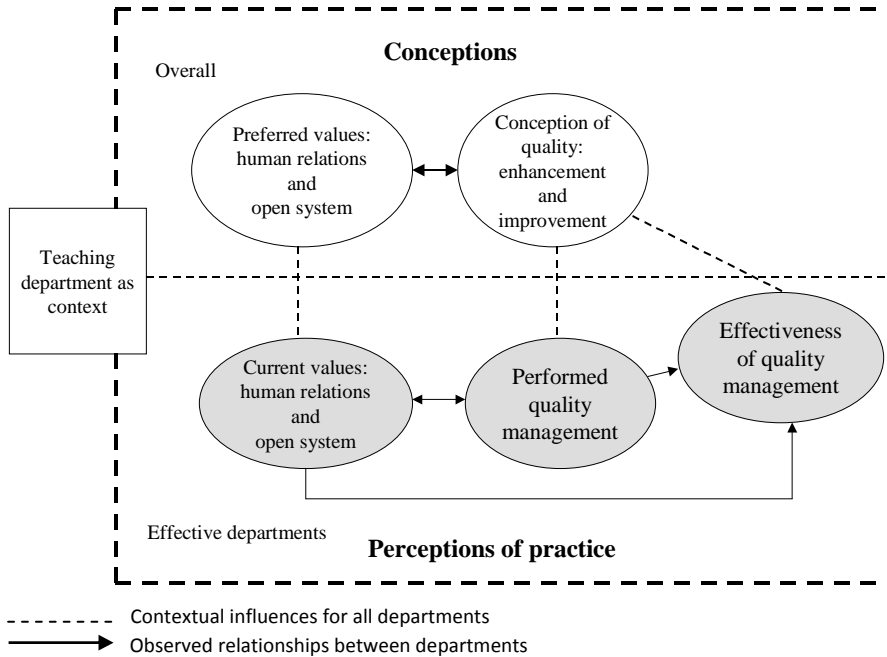 Conceptions
Overall
Preferred values:
human relations
and
open system
Conception of
quality:
enhancement
and
improvement
Teaching
department as
context
Effectiveness
of quality
management
Current values:
human relations
and
open system
Performed
quality
management
Effective departments
Perceptions of practice
Contextual influences for all departments
Observed relationships between departments